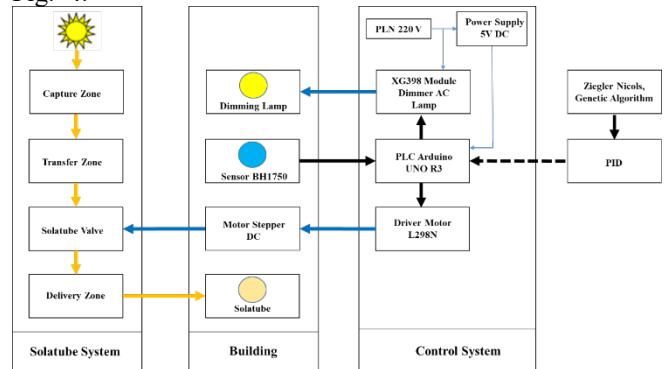 PLN 220 V
Power Supply
5V DC
Capture Zone
Dimming Lamp
XG398 Module
Dimmer AC
Lamp
Ziegler Nicols,
Genetic Algorithm
Transfer Zone
Sensor BH1750
PLC Arduino
UNO R3
PID
Solatube Valve
Motor Stepper
DC
Driver Motor
L298N
Delivery Zone
Solatube
Solatube System
Building
Control System